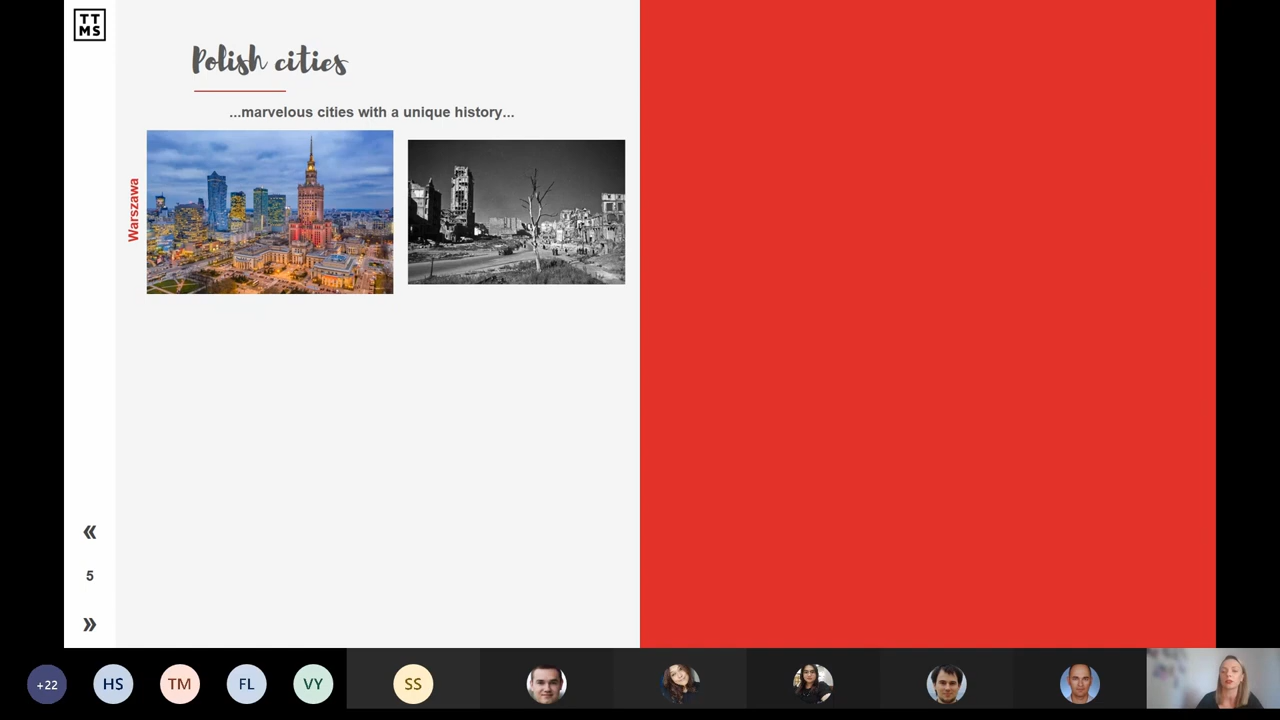 TT
MS
Polish cities
...marvelous cities with a unique history...
Warszawa
«
5
»
+22
HS
TM
FL
VY
SS